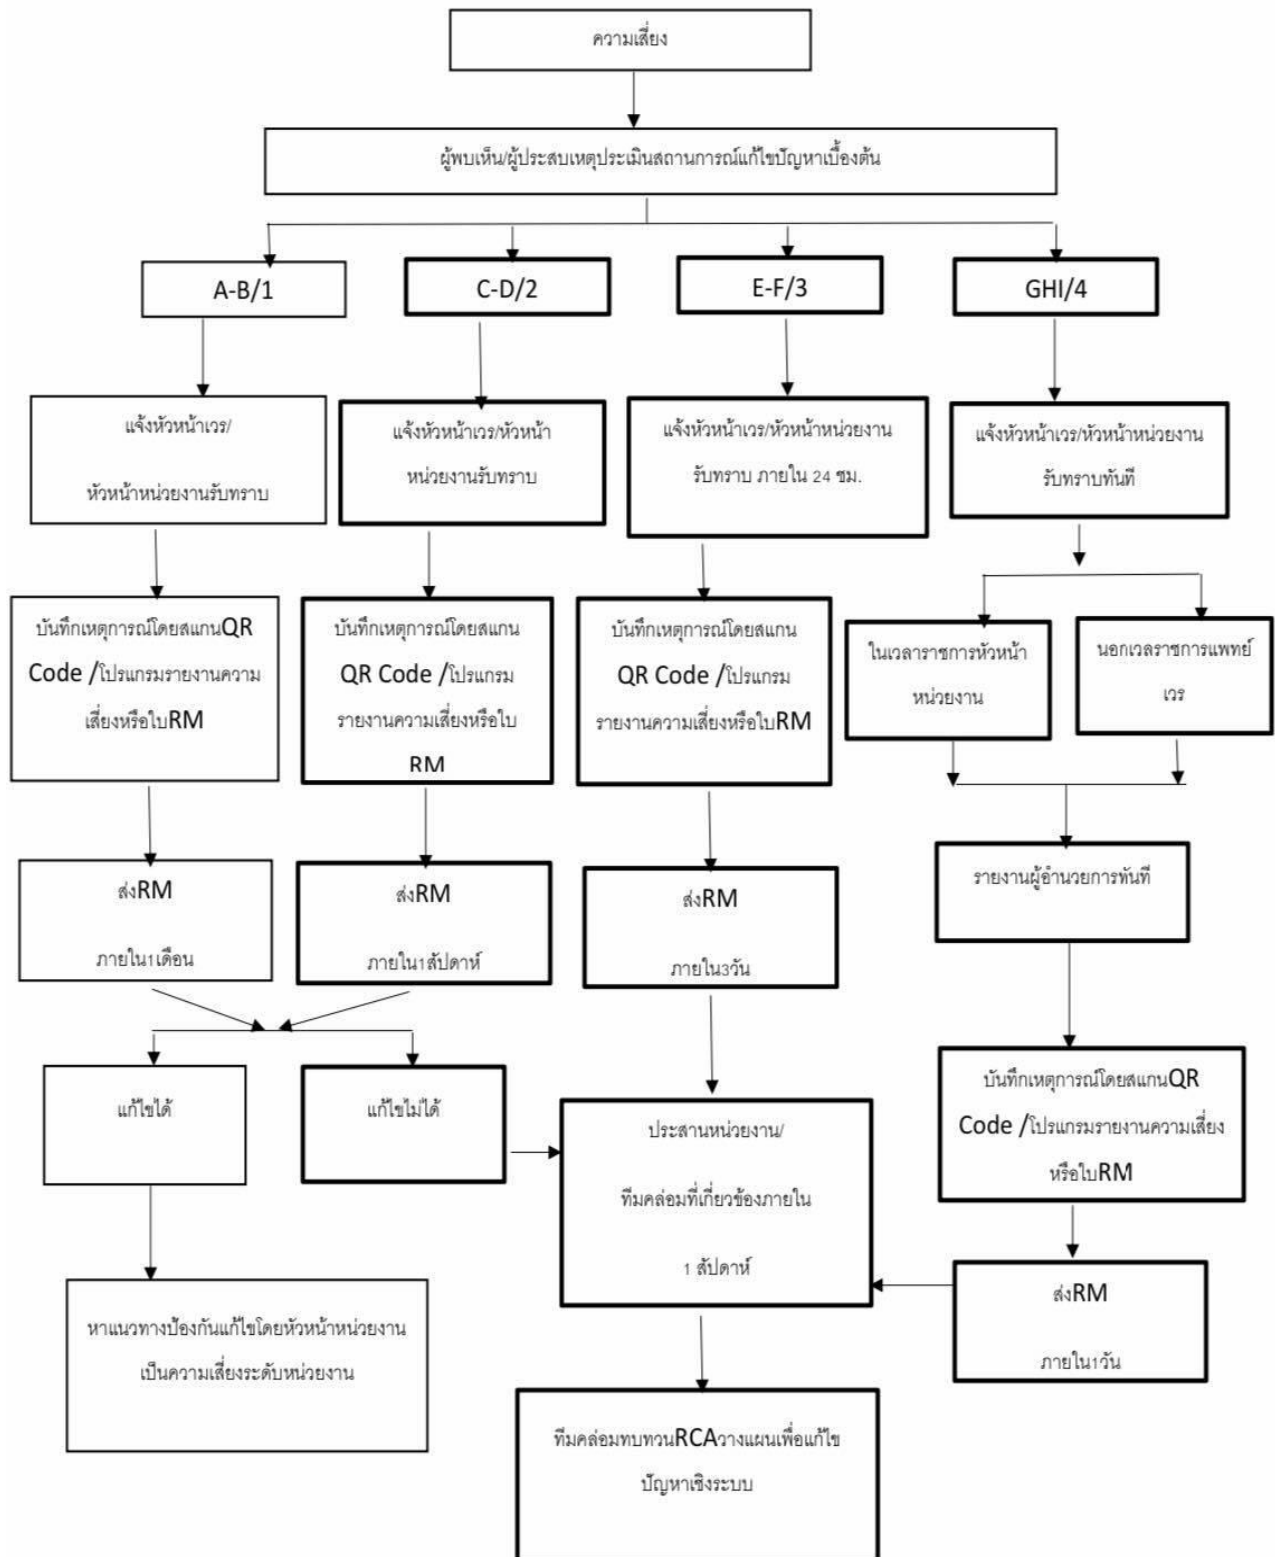 ความเสี่ยง
ผู้พบเห็น/ผู้ประสบเหตุประเมินสถานการณ์แก้ไขปัญหาเบื้องต้น
A-B/1
C-D/2
E-F/3
GHI/4
แจ้งหัวหน้าเวร/
หัวหน้าหน่วยงานรับทราบ
แจ้งหัวหน้าเวร/หัวหน้า
หน่วยงานรับทราบ
แจ้งหัวหน้าเวร/หัวหน้าหน่วยงาน
รับทราบ ภายใน 24 ชม.
แจ้งหัวหน้าเวร/หัวหน้าหน่วยงาน
รับทราบทันที
บันทึกเหตุการณ์โดยสแกนQR
Code /โปรแกรมรายงานความ
เสี่ยงหรือใบRM
บันทึกเหตุการณ์โดยสแกน
QR Code /โปรแกรม
รายงานความเสี่ยงหรือใบ
RM
บันทึกเหตุการณ์โดยสแกน
QR Code /โปรแกรม
รายงานความเสี่ยงหรือใบRM
ในเวลาราชการหัวหน้า
หน่วยงาน
นอกเวลราชการแพทย์
เวร
ส่งRM
ภายใน1เดือน
ส่งRM
ภายใน1สัปดาห์
ส่งRM
ภายใน3วัน
รายงานผู้อำนวยการทันที
แก้ไขได้
แก้ไขไม่ได้
ประสานหน่วยงาน/
ทีมคล่อมที่เกี่ยวข้องภายใน
1 สัปดาห์
บันทึกเหตุการณ์โดยสแกนQR
Code /โปรแกรมรายงานความเสี่ยง
หรือใบRM
หาแนวทางป้องกันแก้ไขโดยหัวหน้าหน่วยงาน
เป็นความเสี่ยงระดับหน่วยงาน
ส่งRM
ภายใน1วัน
ทีมคล่อมทบทวนRCAวางแผนเพื่อแก้ไข
ปัญหาเชิงระบบ